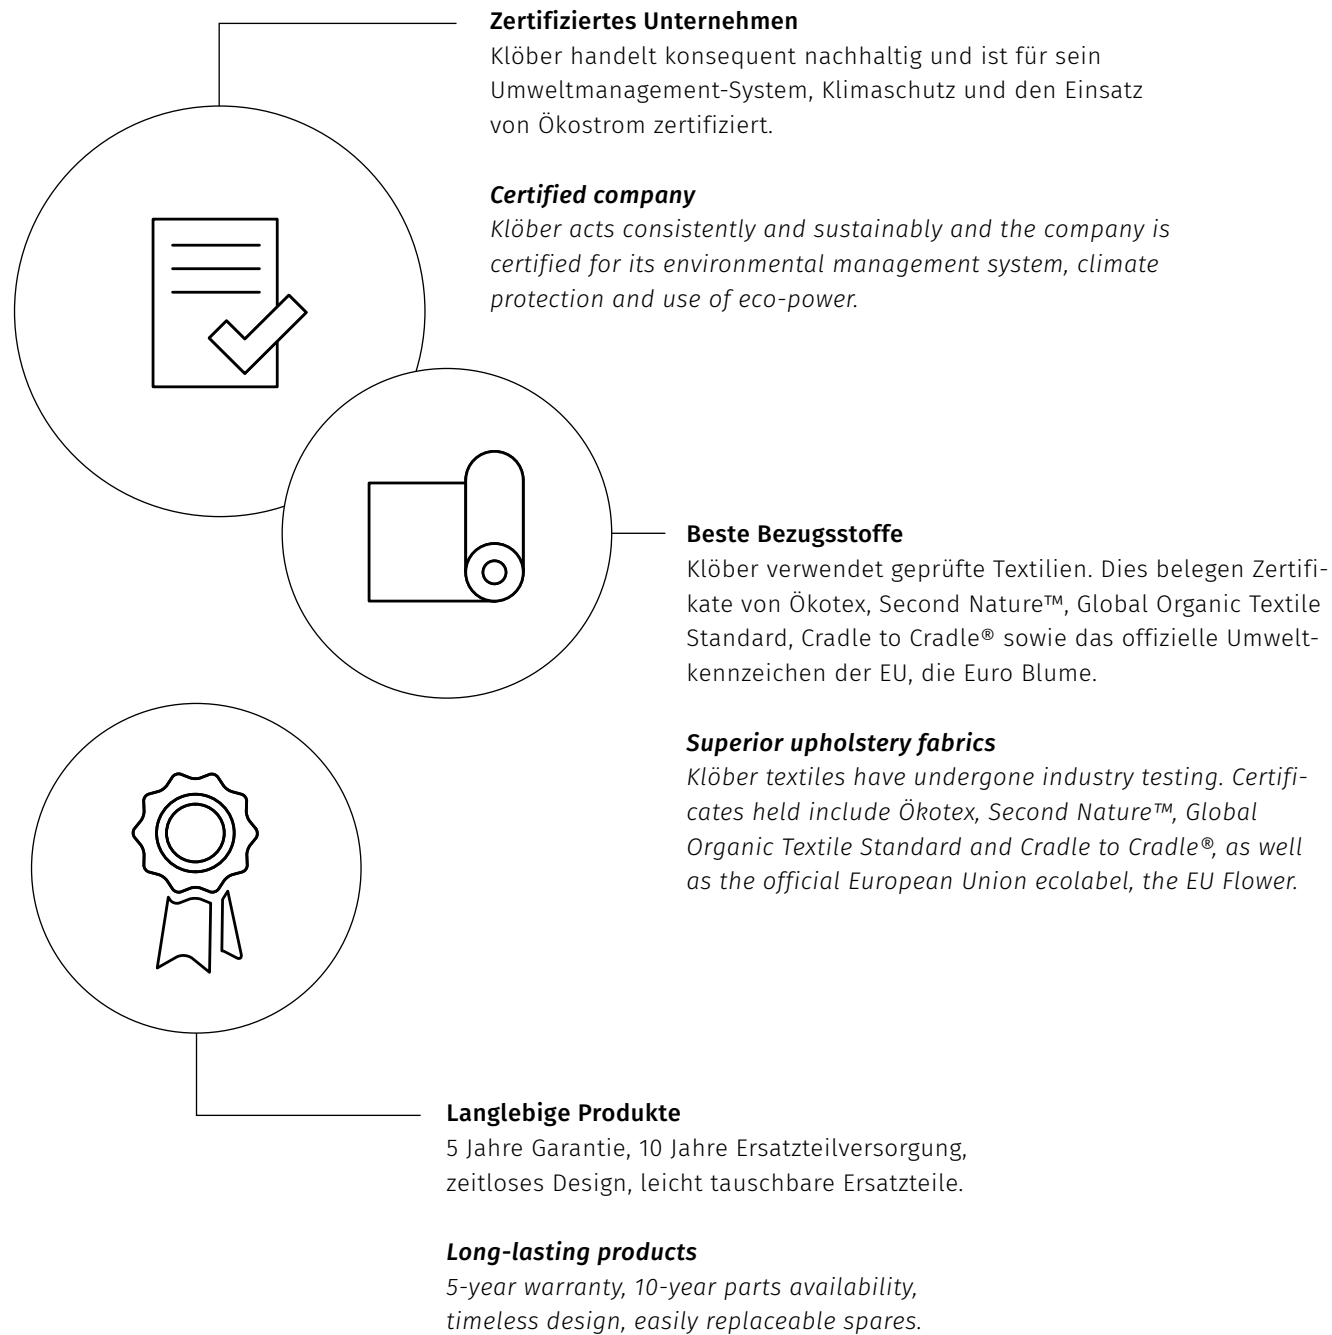 Zertifiziertes Unternehmen
Klöber handelt konsequent nachhaltig und ist für sein
Umweltmanagement-System, Klimaschutz und den Einsatz
von Ökostrom zertifiziert.
Certified company
Klöber acts consistently and sustainably and the company is
certified for its environmental management system, climate
protection and use of eco-power.
Beste Bezugsstoffe
Klöber verwendet geprüfte Textilien. Dies belegen Zertifi-
kate von Ökotex, Second Nature™, Global Organic Textile
Standard, Cradle to Cradle® sowie das offizielle Umwelt-
kennzeichen der EU, die Euro Blume.
Superior upholstery fabrics
Klöber textiles have undergone industry testing. Certifi-
cates held include Ökotex, Second Nature™, Global
Organic Textile Standard and Cradle to Cradle®, as well
as the official European Union ecolabel, the EU Flower.
Langlebige Produkte
5 Jahre Garantie, 10 Jahre Ersatzteilversorgung,
zeitloses Design, leicht tauschbare Ersatzteile.
Long-lasting products
5-year warranty, 10-year parts availability,
timeless design, easily replaceable spares.